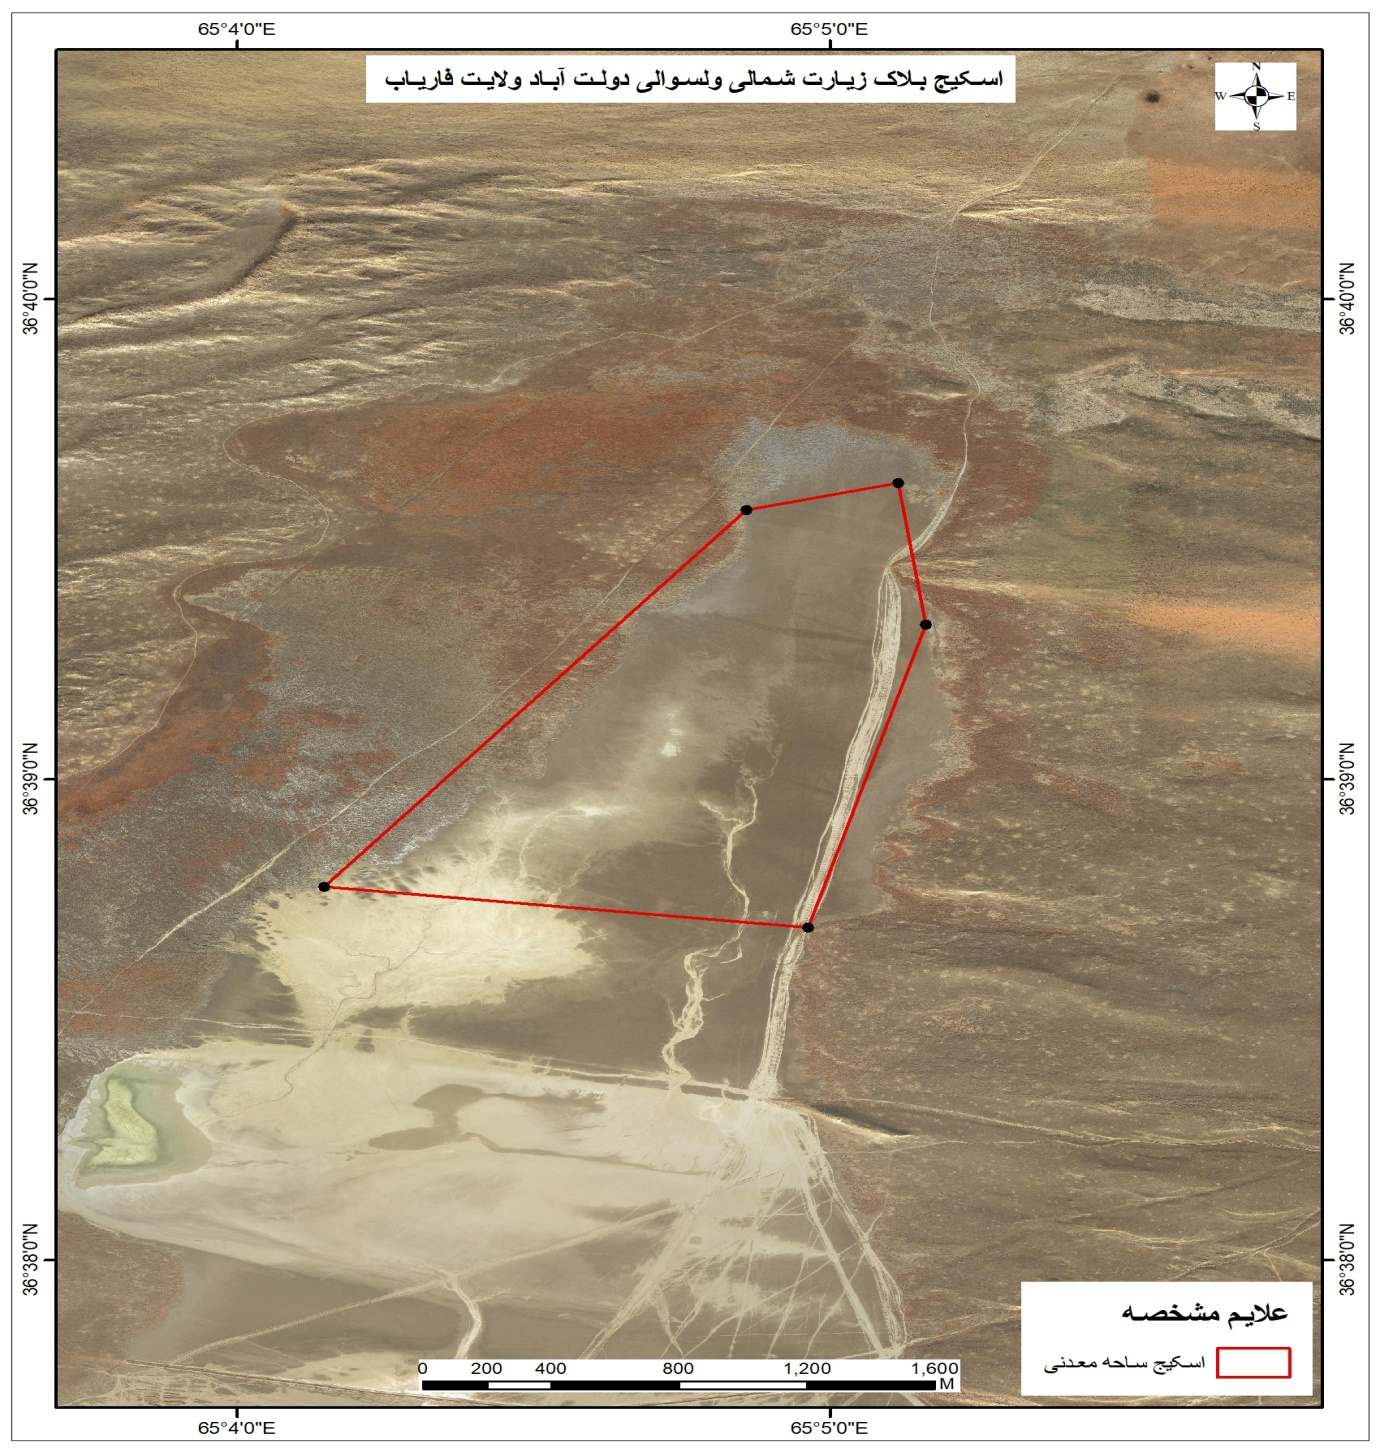 65°4'0"E 65°5'0"E
اسکیج بلاک زیارت شمالی ولسوالی دولت آباد ولایت فاریاب
N
W E
S
36°40'0"N 36°40'0"N
36°39'0"N 36°39'0"N
36°38'0"N 36°38'0"N
علایم مشخصه
اسکیج ساحه معدنی
0 200 400 800 1,200 1,600
M
65°4'0"E 65°5'0"E